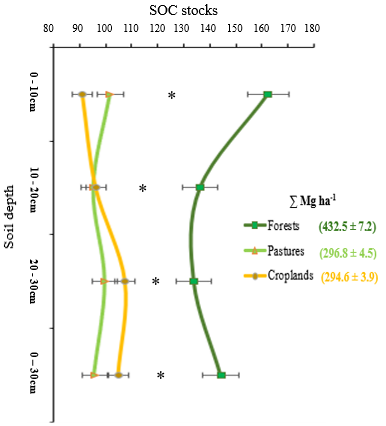 SOC stocks
80 90 100 110 120 130 140 150 160 170 180
Soil depth
0 - 10cm
10 - 20cm
20 - 30cm
0 – 30cm
*
*
*
*
∑ Mg ha⁻¹
Forests (432.5 ± 7.2)
Pastures (296.8 ± 4.5)
Croplands (294.6 ± 3.9)